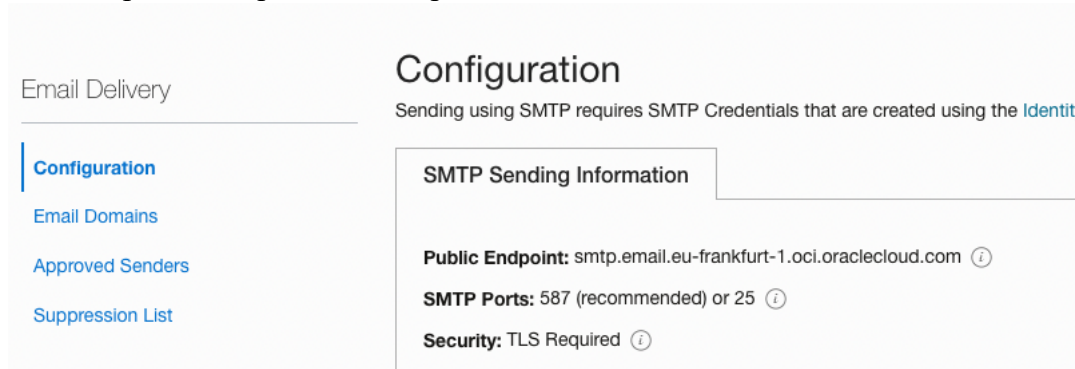 Email Delivery
Configuration
Email Domains
Approved Senders
Suppression List
Configuration
Sending using SMTP requires SMTP Credentials that are created using the Identit
SMTP Sending Information
Public Endpoint: smtp.email.eu-frankfurt-1.oci.oraclecloud.com
SMTP Ports: 587 (recommended) or 25
Security: TLS Required